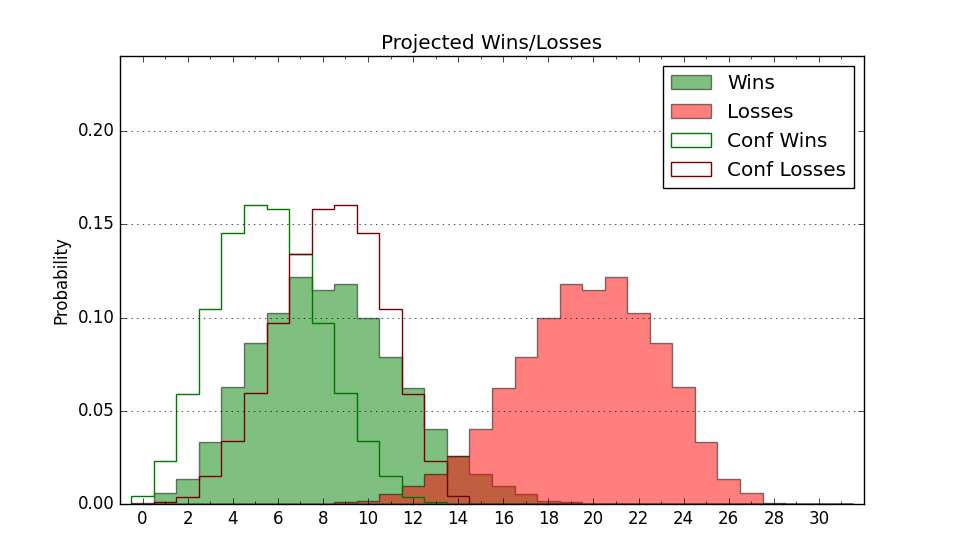 Projected Wins/Losses
Wins
Losses
Conf Wins
Conf Losses
Probability
0.20
0.15
0.10
0.05
0.00
0 2 4 6 8 10 12 14 16 18 20 22 24 26 28 30